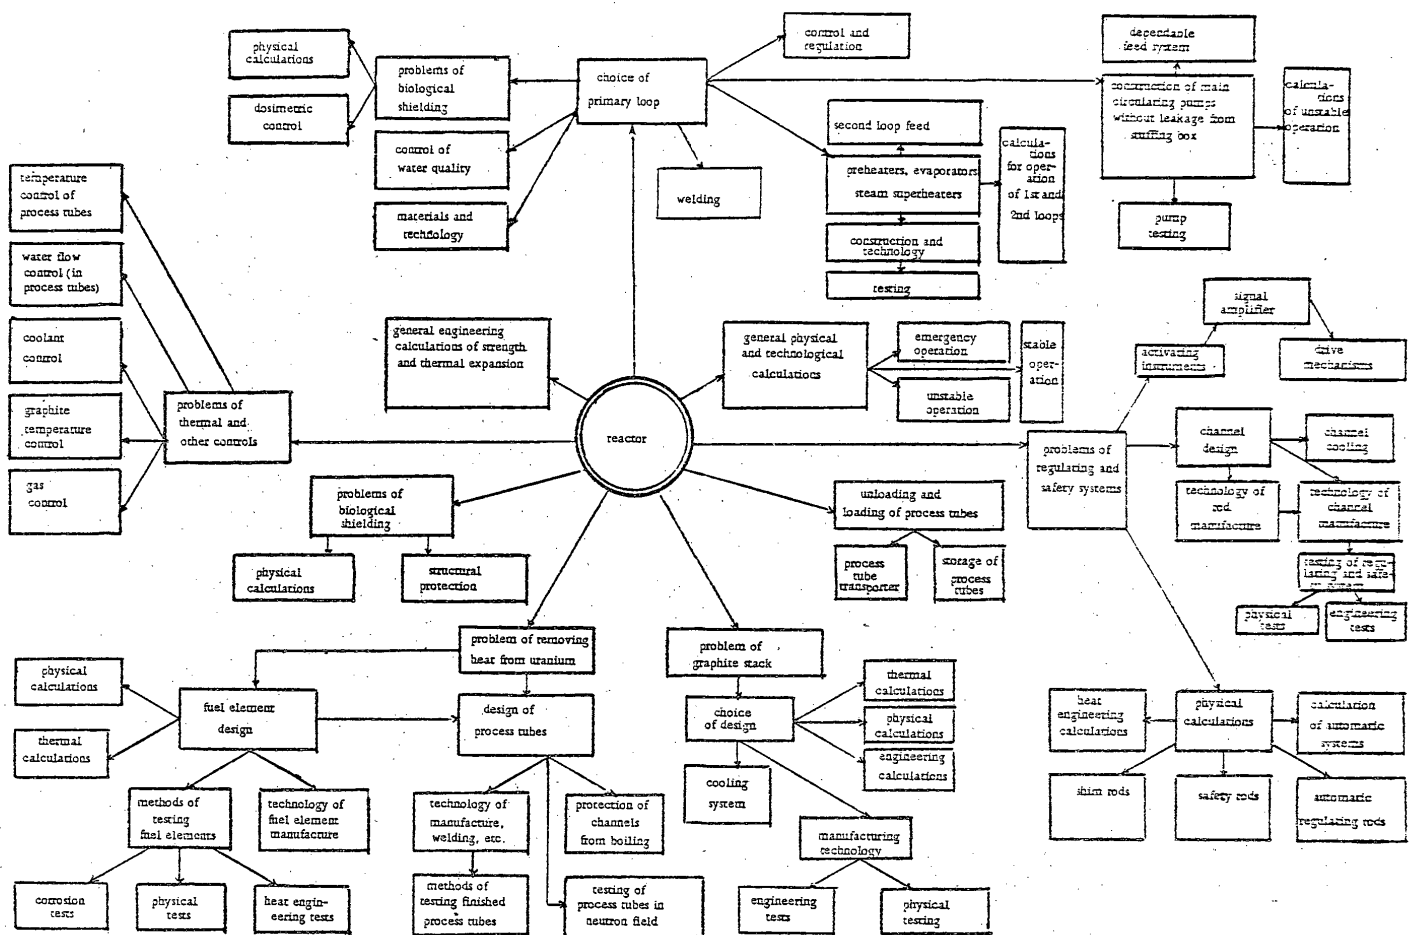 physical
calculations
dosimetric
control
problems of
biological
shielding
control of
water quality
materials and
technology
choice of
primary loop
welding
control and
regulation
second loop feed
preheaters, evaporators
steam superheaters
construction and
technology
testing
calcula-
tions
for oper-
ation
of 1st and
2nd loops
dependable
feed system
construction of main
circulating pumps
without leakage from
stuffing box
pump
testing
calcula-
tions
of unstable
operation
temperature
control of
process tubes
water flow
control (in
process tubes)
coolant
control
graphite
temperature
control
gas
control
problems of
thermal and
other controls
general engineering
calculations of strength
and thermal expansion
reactor
general physical
and technological
calculations
emergency
operation
unstable
operation
stable
oper-
ation
signal
amplifier
activating
instruments
drive
mechanisms
problems of
regulating and
safety systems
channel
design
channel
cooling
technology of
rod
manufacture
technology of
channel
manufacture
testing of regu-
lating and safe-
physical
tests
engineering
tests
problems of
biological
shielding
physical
calculations
structural
protection
unloading and
loading of process tubes
process
tube
transporter
storage of
process
tubes
problem of removing
heat from uranium
problem of
graphite stack
physical
calculations
thermal
calculations
fuel element
design
design of
process tubes
choice
of design
thermal
calculations
physical
calculations
engineering
calculations
cooling
system
manufacturing
technology
engineering
tests
physical
testing
methods of
testing
fuel elements
technology of
fuel element
manufacture
corrosion
tests
physical
tests
heat engin-
eering tests
technology of
manufacture,
welding, etc.
protection of
channels
from boiling
methods of
testing finished
process tubes
testing of
process tubes in
neutron field
heat
engineering
calculations
physical
calculations
calculation
of automatic
systems
shim rods
safety rods
automatic
regulating rods